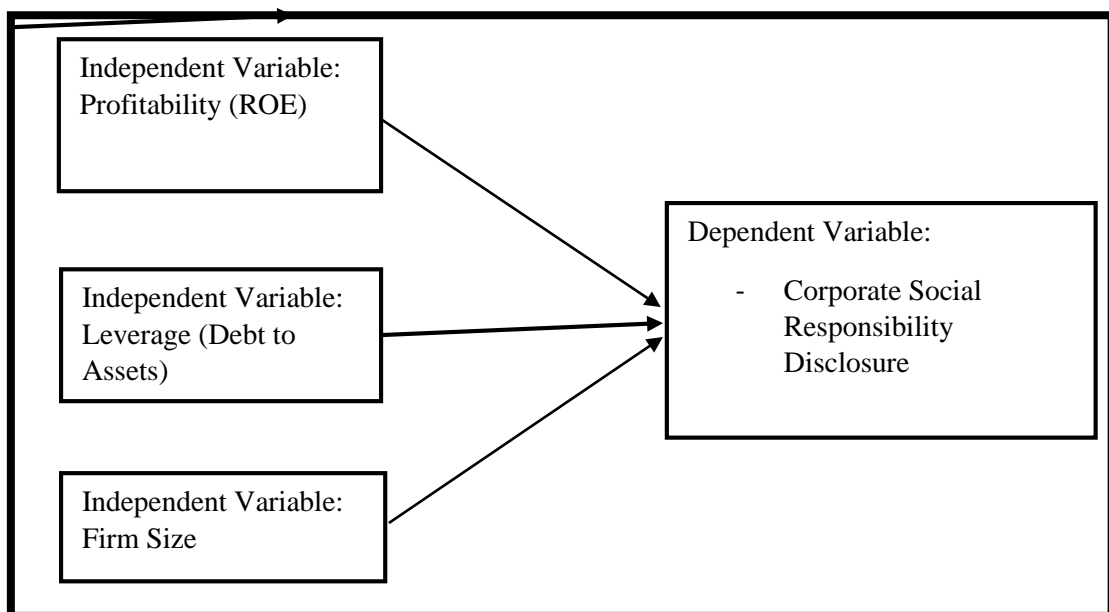 Independent Variable:
Profitability (ROE)
Independent Variable:
Leverage (Debt to
Assets)
Independent Variable:
Firm Size
Dependent Variable:
- Corporate Social
Responsibility
Disclosure